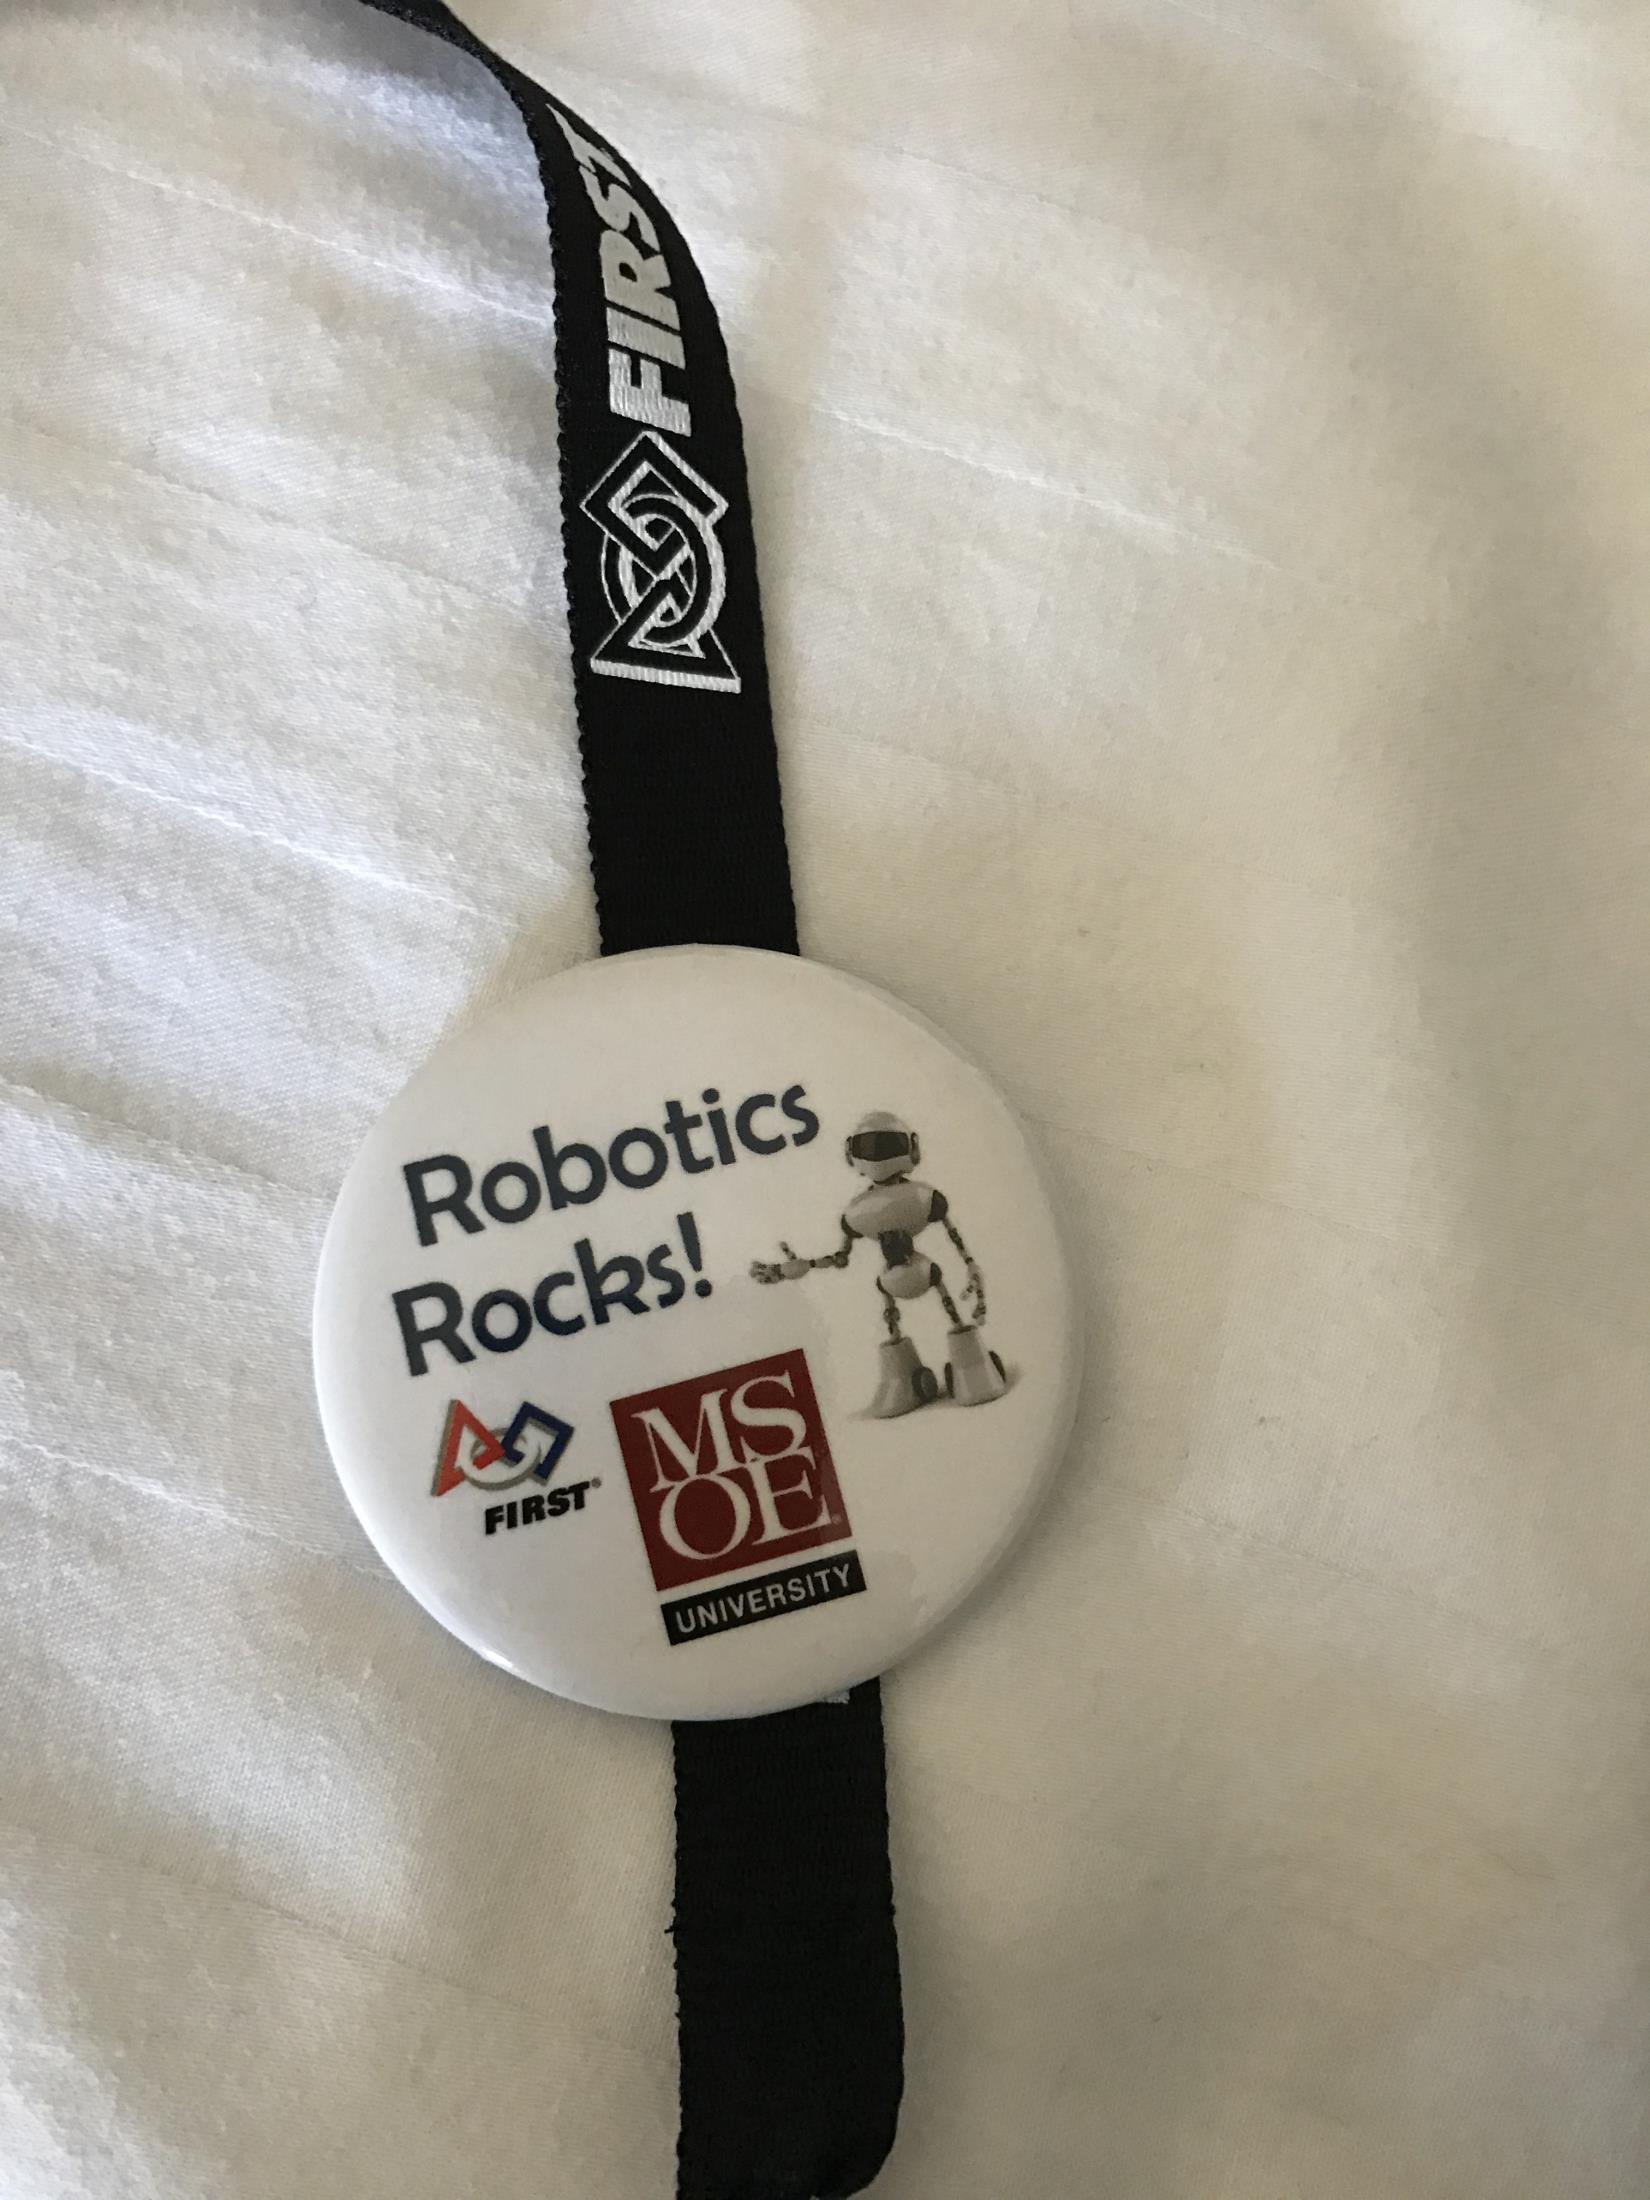 FIRST
Robotics
Rocks!
FIRST®
MS
OE®
UNIVERSITY